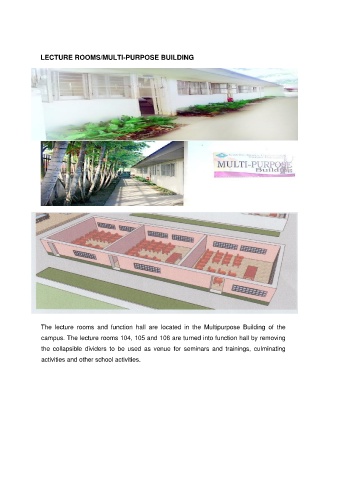 LECTURE ROOMS/MULTI-PURPOSE BUILDING
MULTI-PURPOSE
Building
The lecture rooms and function hall are located in the Multipurpose Building of the
campus. The lecture rooms 104, 105 and 106 are turned into function hall by removing
the collapsible dividers to be used as venue for seminars and trainings, culminating
activities and other school activities.